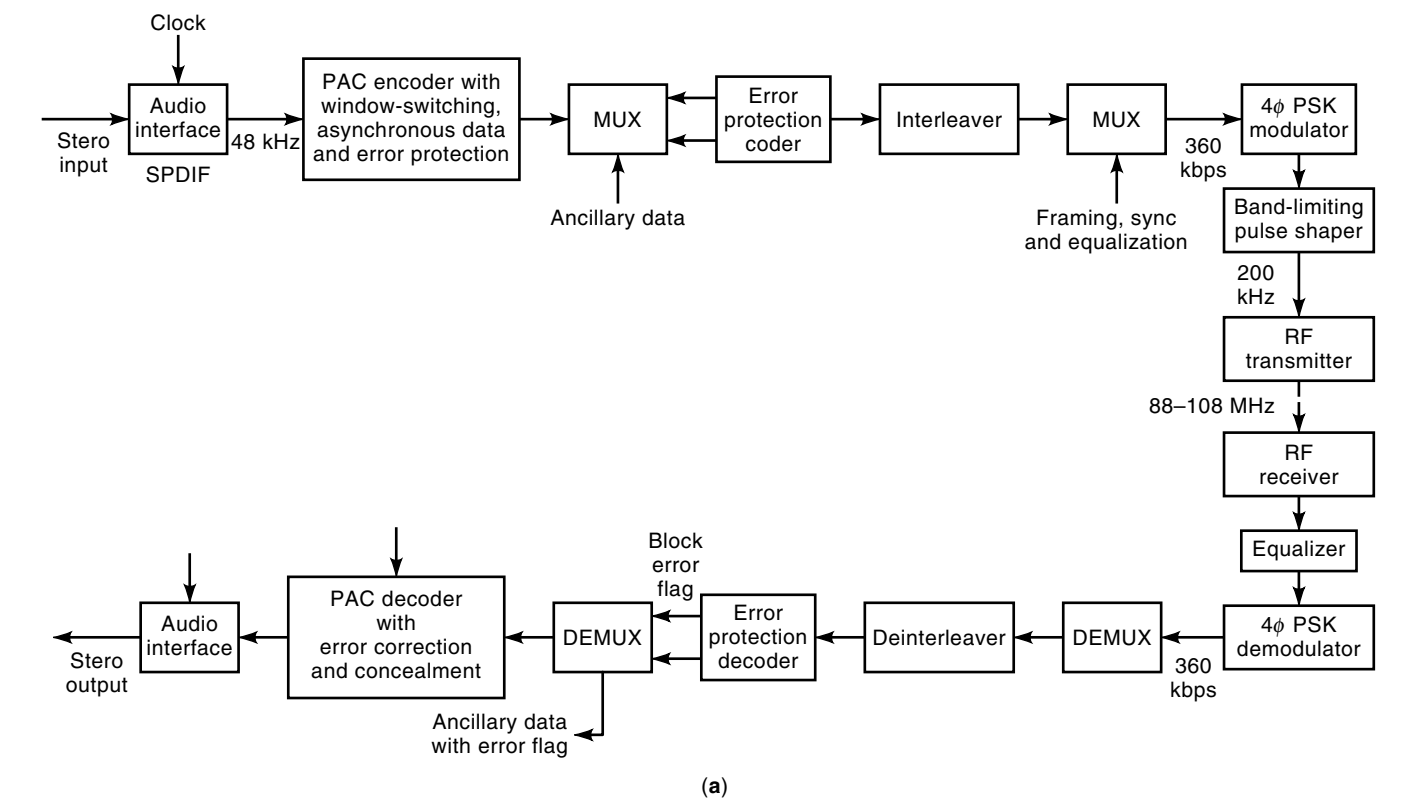 Clock
Audio
interface
Stero
input
SPDIF
48 kHz
PAC encoder with
window-switching,
asynchronous data
and error protection
MUX
Ancillary data
Error
protection
coder
Interleaver
MUX
Framing, sync
and equalization
360
kbps
4ϕ PSK
modulator
Band-limiting
pulse shaper
200
kHz
RF
transmitter
88–108 MHz
RF
receiver
Equalizer
4ϕ PSK
demodulator
360
kbps
DEMUX
Deinterleaver
Error
protection
decoder
Block
error
flag
DEMUX
Ancillary data
with error flag
PAC decoder
with
error correction
and concealment
Audio
interface
Stero
output
(a)